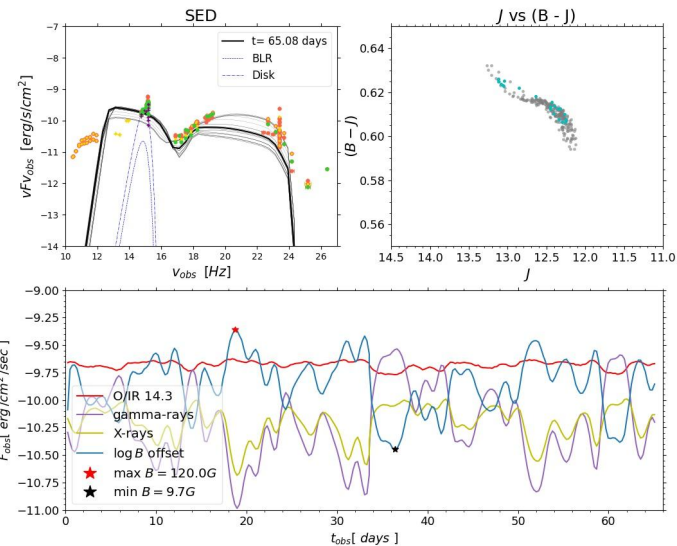 SED
−7
−8
−9
−10
−11
−12
−13
−14
νFν_obs [erg/s/cm²]
t= 65.08 days
BLR
Disk
10 12 14 16 18 20 22 24 26
ν_obs [Hz]
J vs (B - J)
0.64
0.62
0.60
0.58
0.56
(B − J)
14.5 14.0 13.5 13.0 12.5 12.0 11.5 11.0
J
−9.00
−9.25
−9.50
−9.75
−10.00
−10.25
−10.50
−10.75
−11.00
F_obs[ erg /cm² /sec ]
O/IR 14.3
Gamma-rays
X-rays
log B offset
max B = 120.0G
min B = 9.7G
0 10 20 30 40 50 60
t_obs[ days ]